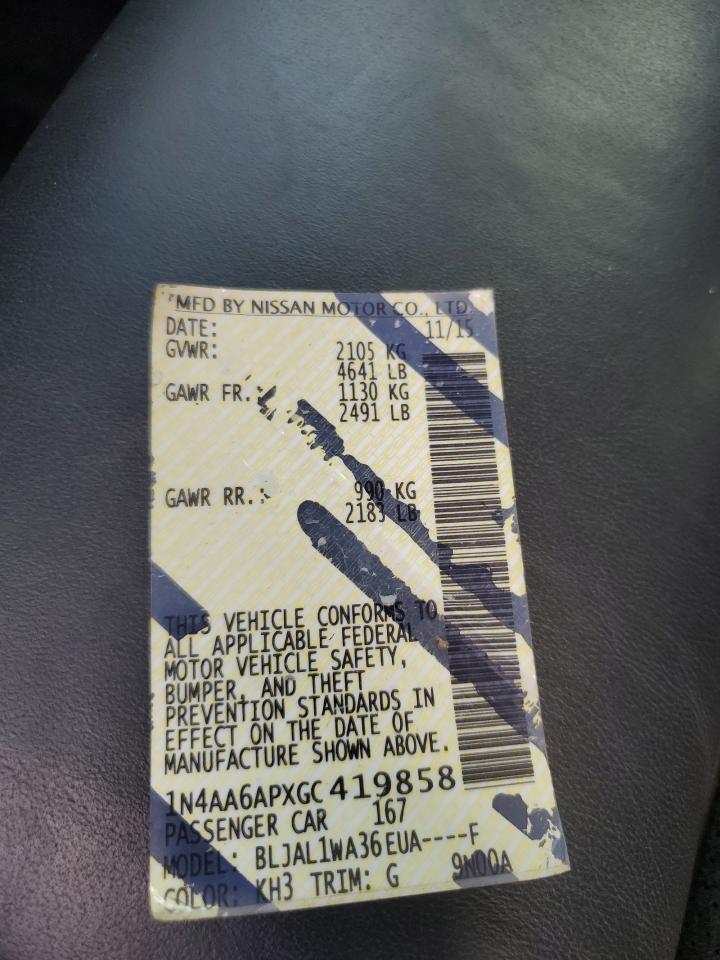 MFD BY NISSAN MOTOR CO., LTD.
DATE: 11/15
GVWR: 2105 KG
4641 LB
GAWR FR.: 1130 KG
2491 LB
GAWR RR.: 990 KG
2183 LB
THIS VEHICLE CONFORMS TO
ALL APPLICABLE FEDERAL
MOTOR VEHICLE SAFETY,
BUMPER, AND THEFT
PREVENTION STANDARDS IN
EFFECT ON THE DATE OF
MANUFACTURE SHOWN ABOVE.
1N4AA6APXGC419858
PASSENGER CAR 167
MODEL: BLJAL1WA36EUA----F
COLOR: KH3 TRIM: G 9N00A